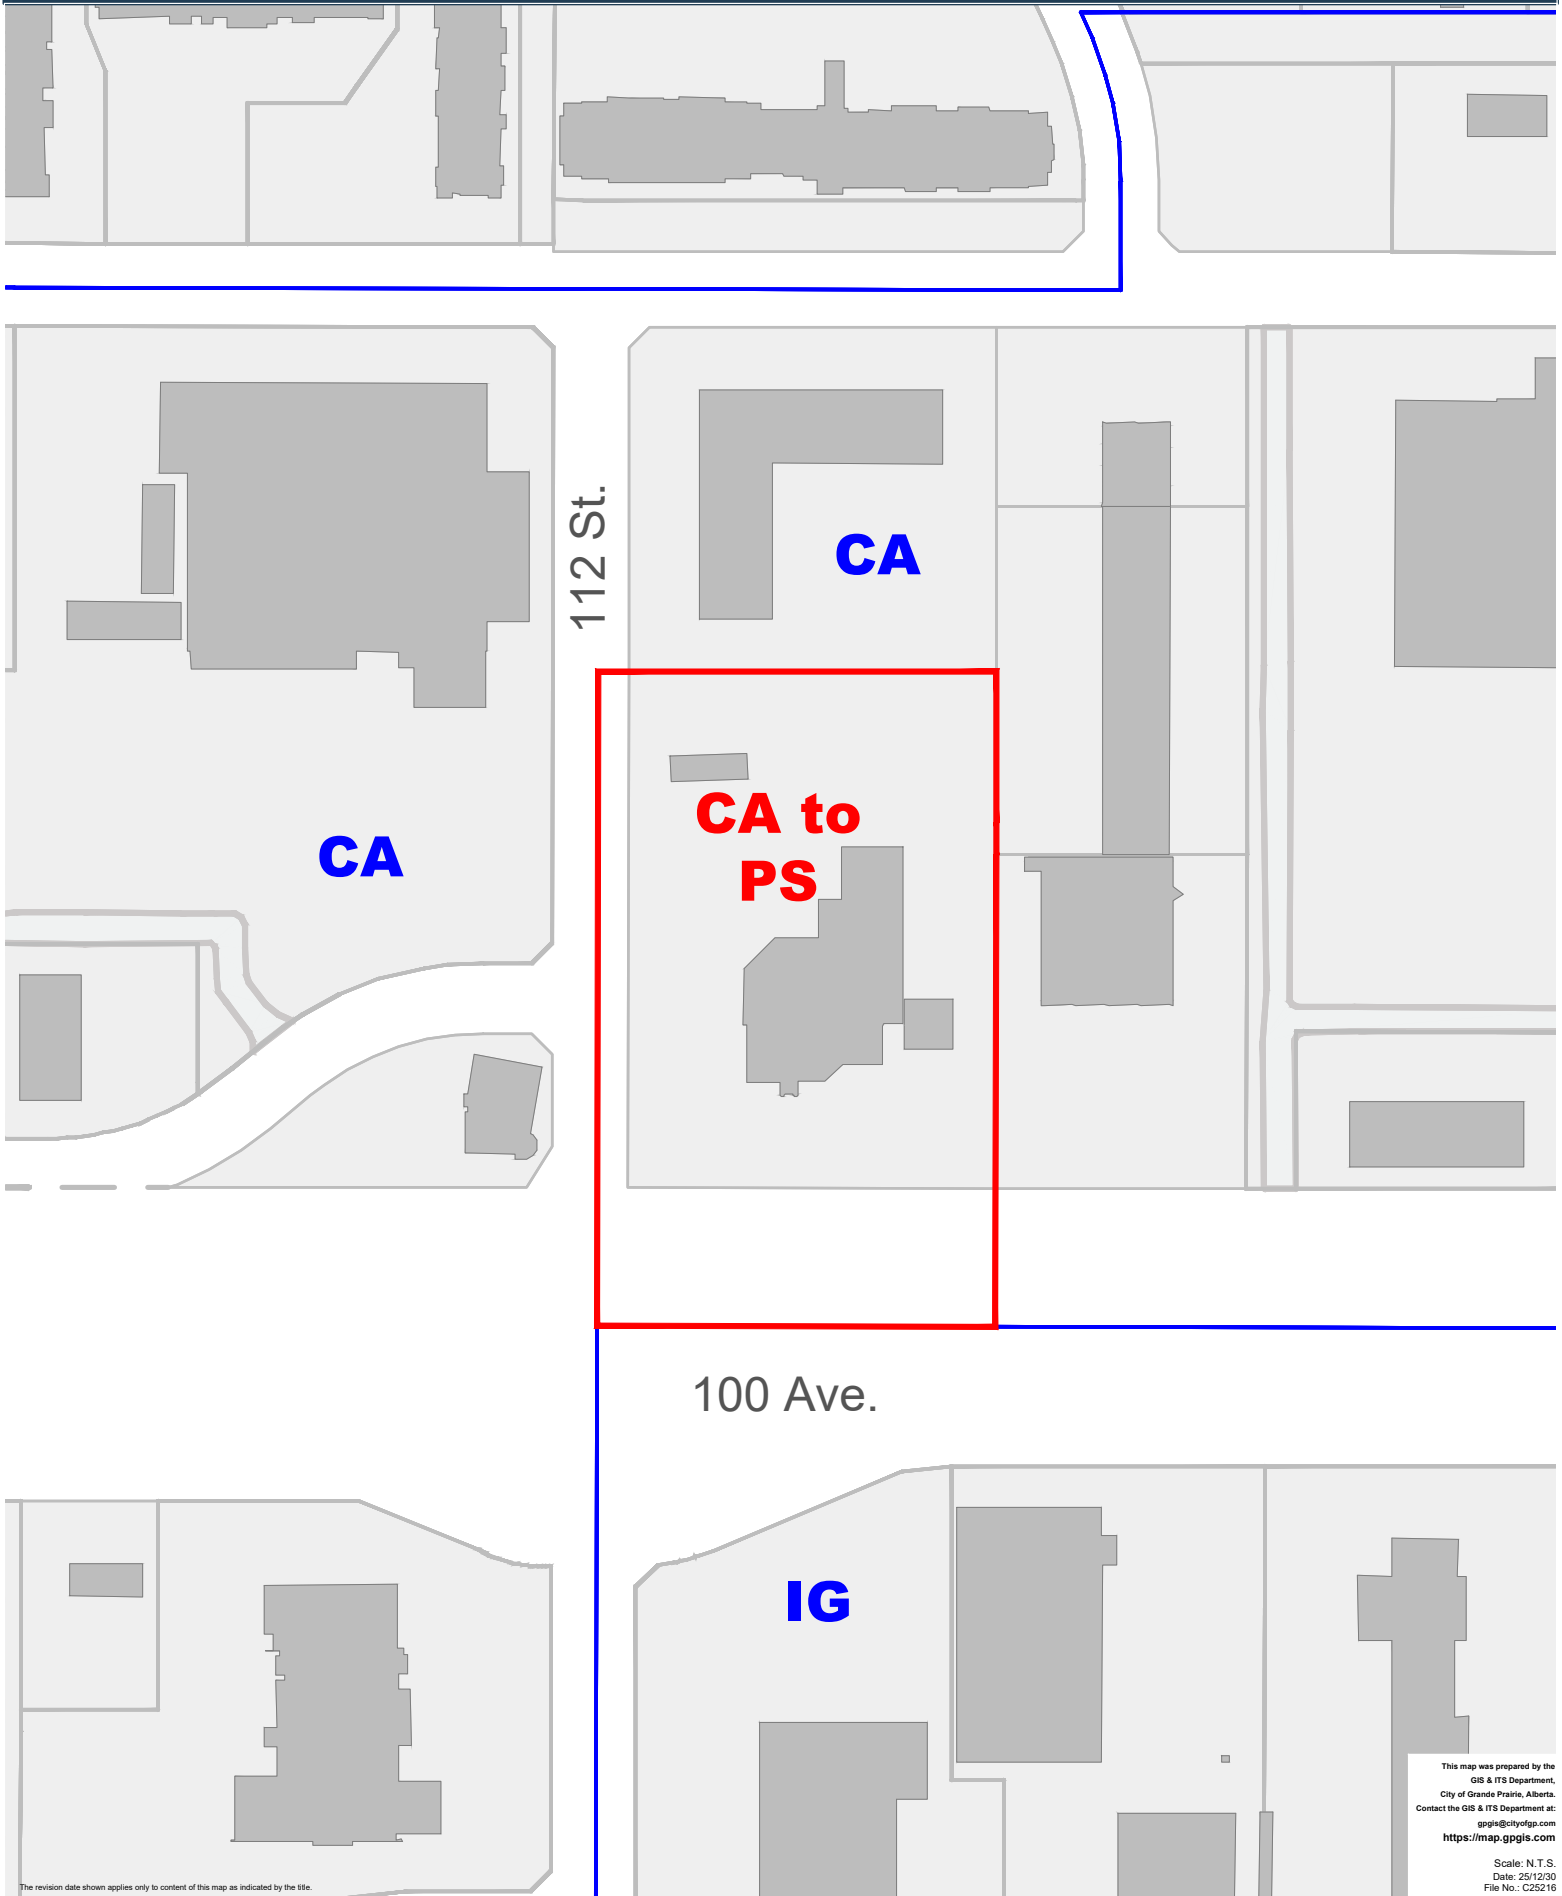 112 St.
CA
CA to
PS
CA
100 Ave.
IG
This map was prepared by the
GIS & ITS Department,
City of Grande Prairie, Alberta.
Contact the GIS & ITS Department at:
gpgis@cityofgp.com
https://map.gpgis.com
Scale: N.T.S.
Date: 25/12/30
File No.: C25216
The revision date shown applies only to content of this map as indicated by the title.